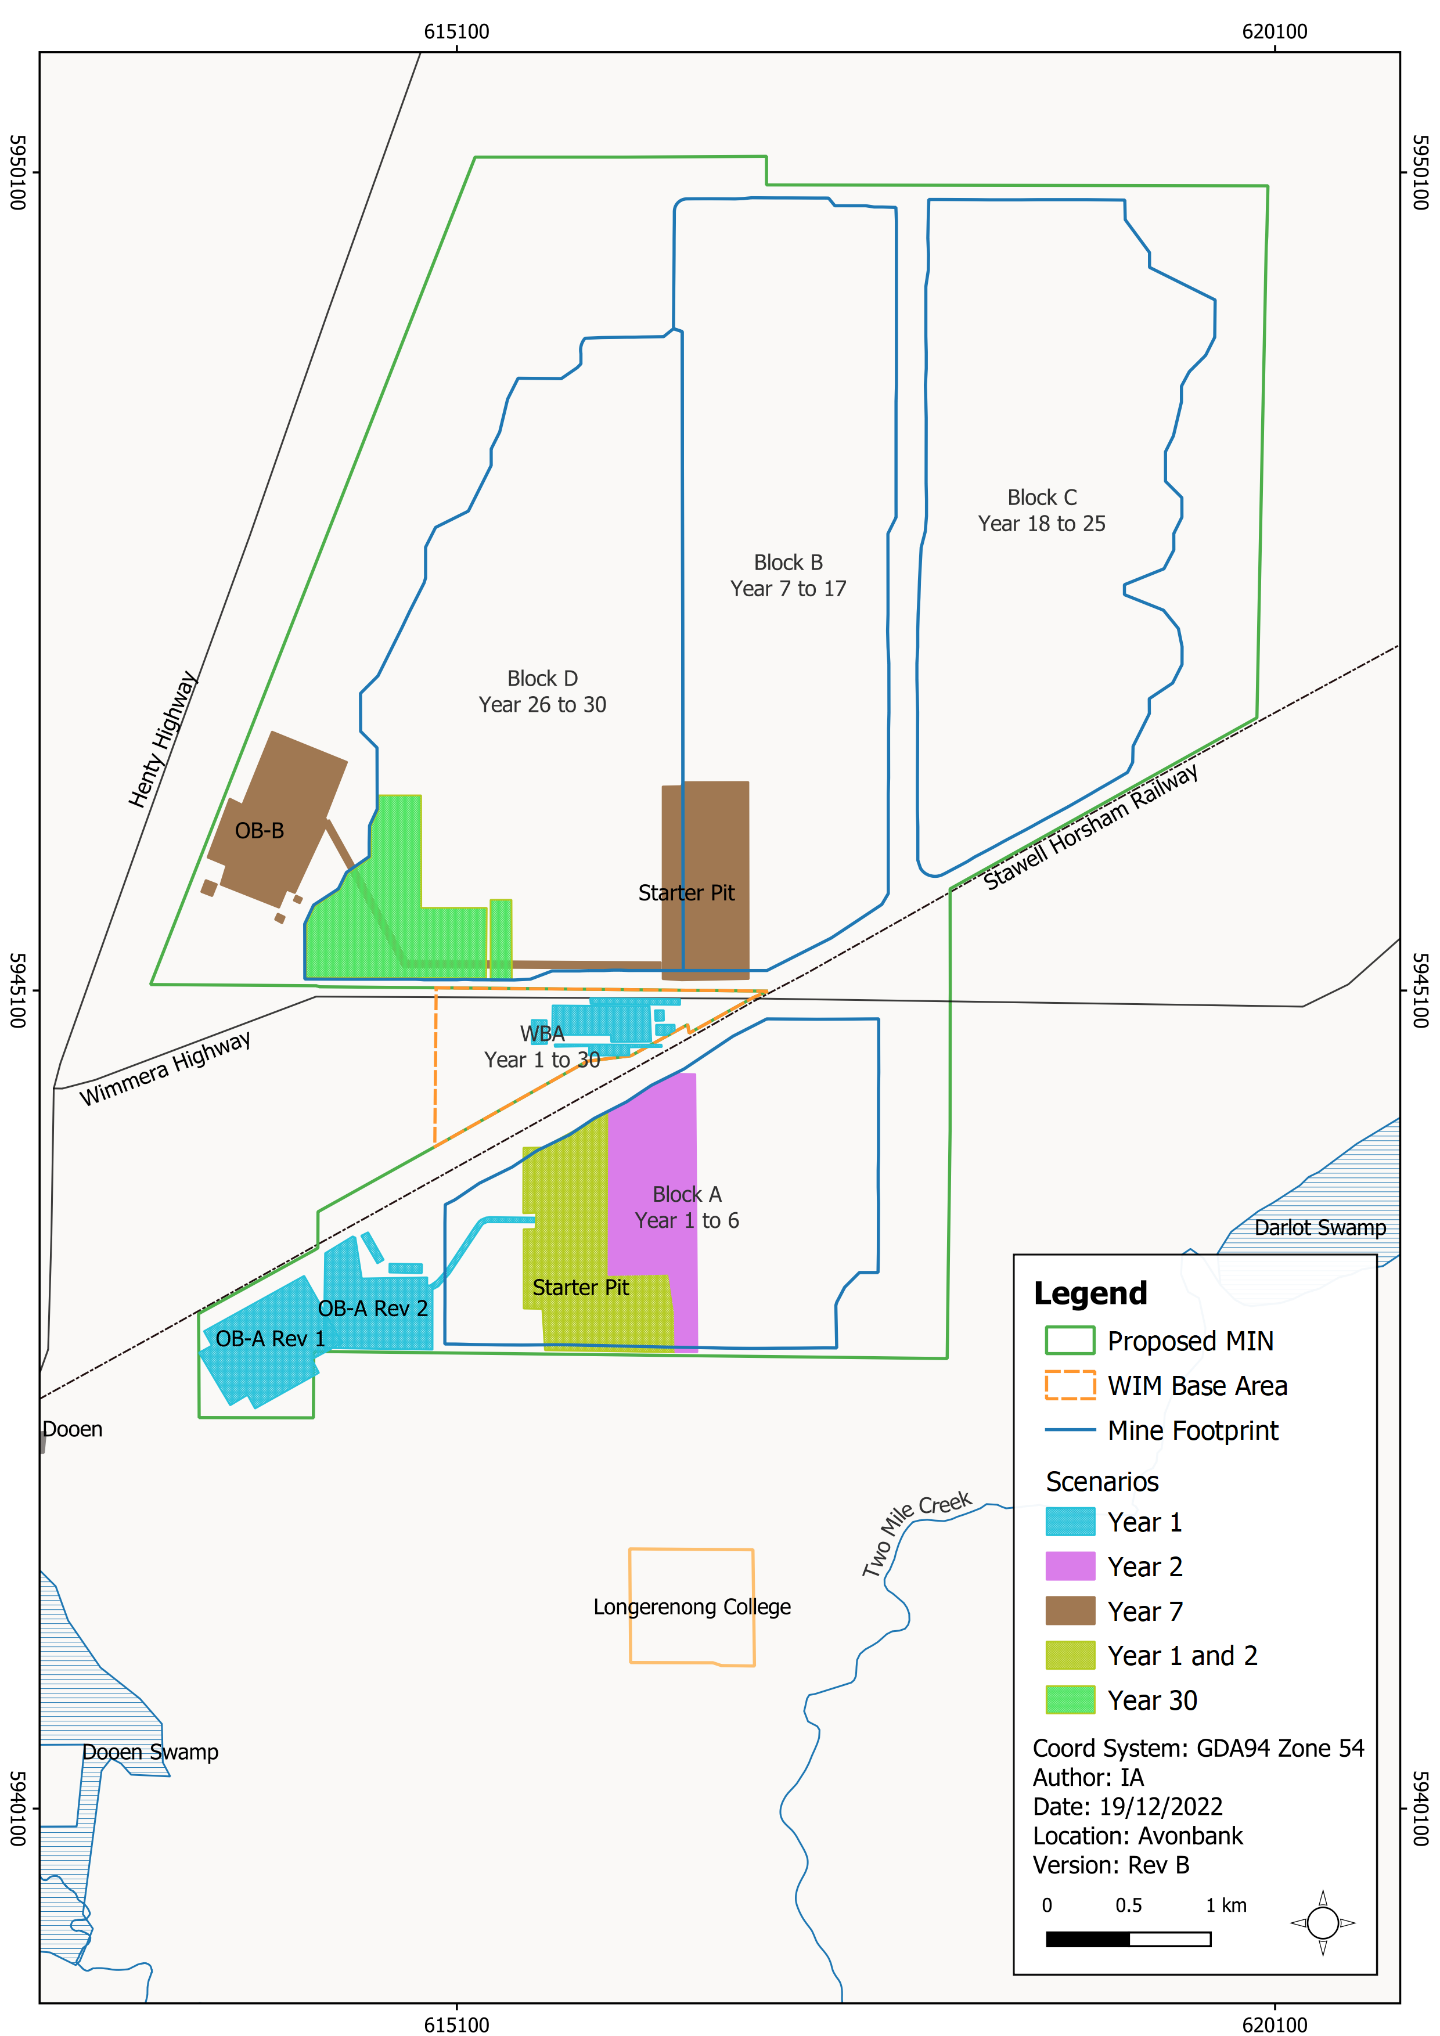 615100
620100
5950100
5950100
Block C
Year 18 to 25
Block B
Year 7 to 17
Block D
Year 26 to 30
Henty Highway
Stawell Horsham Railway
OB-B
Starter Pit
5945100
5945100
WBA
Year 1 to 30
Wimmera Highway
Block A
Year 1 to 6
Darlot Swamp
Starter Pit
OB-A Rev 2
OB-A Rev 1
Dooen
Two Mile Creek
Longerenong College
Dooen Swamp
Legend
Proposed MIN
WIM Base Area
Mine Footprint
Scenarios
Year 1
Year 2
Year 7
Year 1 and 2
Year 30
Coord System: GDA94 Zone 54
Author: IA
Date: 19/12/2022
Location: Avonbank
Version: Rev B
0 0.5 1 km
5940100
5940100
615100
620100